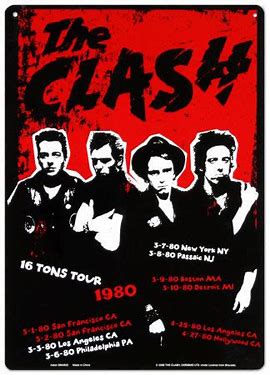 The
CLASH
3-7-80 New York NY
3-8-80 Passaic NJ
16 TONS TOUR
1980
3-9-80 Boston MA
3-10-80 Detroit MI
3-1-80 San Francisco CA
3-2-80 San Francisco CA
3-3-80 Los Angeles CA
3-6-80 Philadelphia PA
4-25-80 Los Angeles CA
4-27-80 Hollywood CA
Made in China